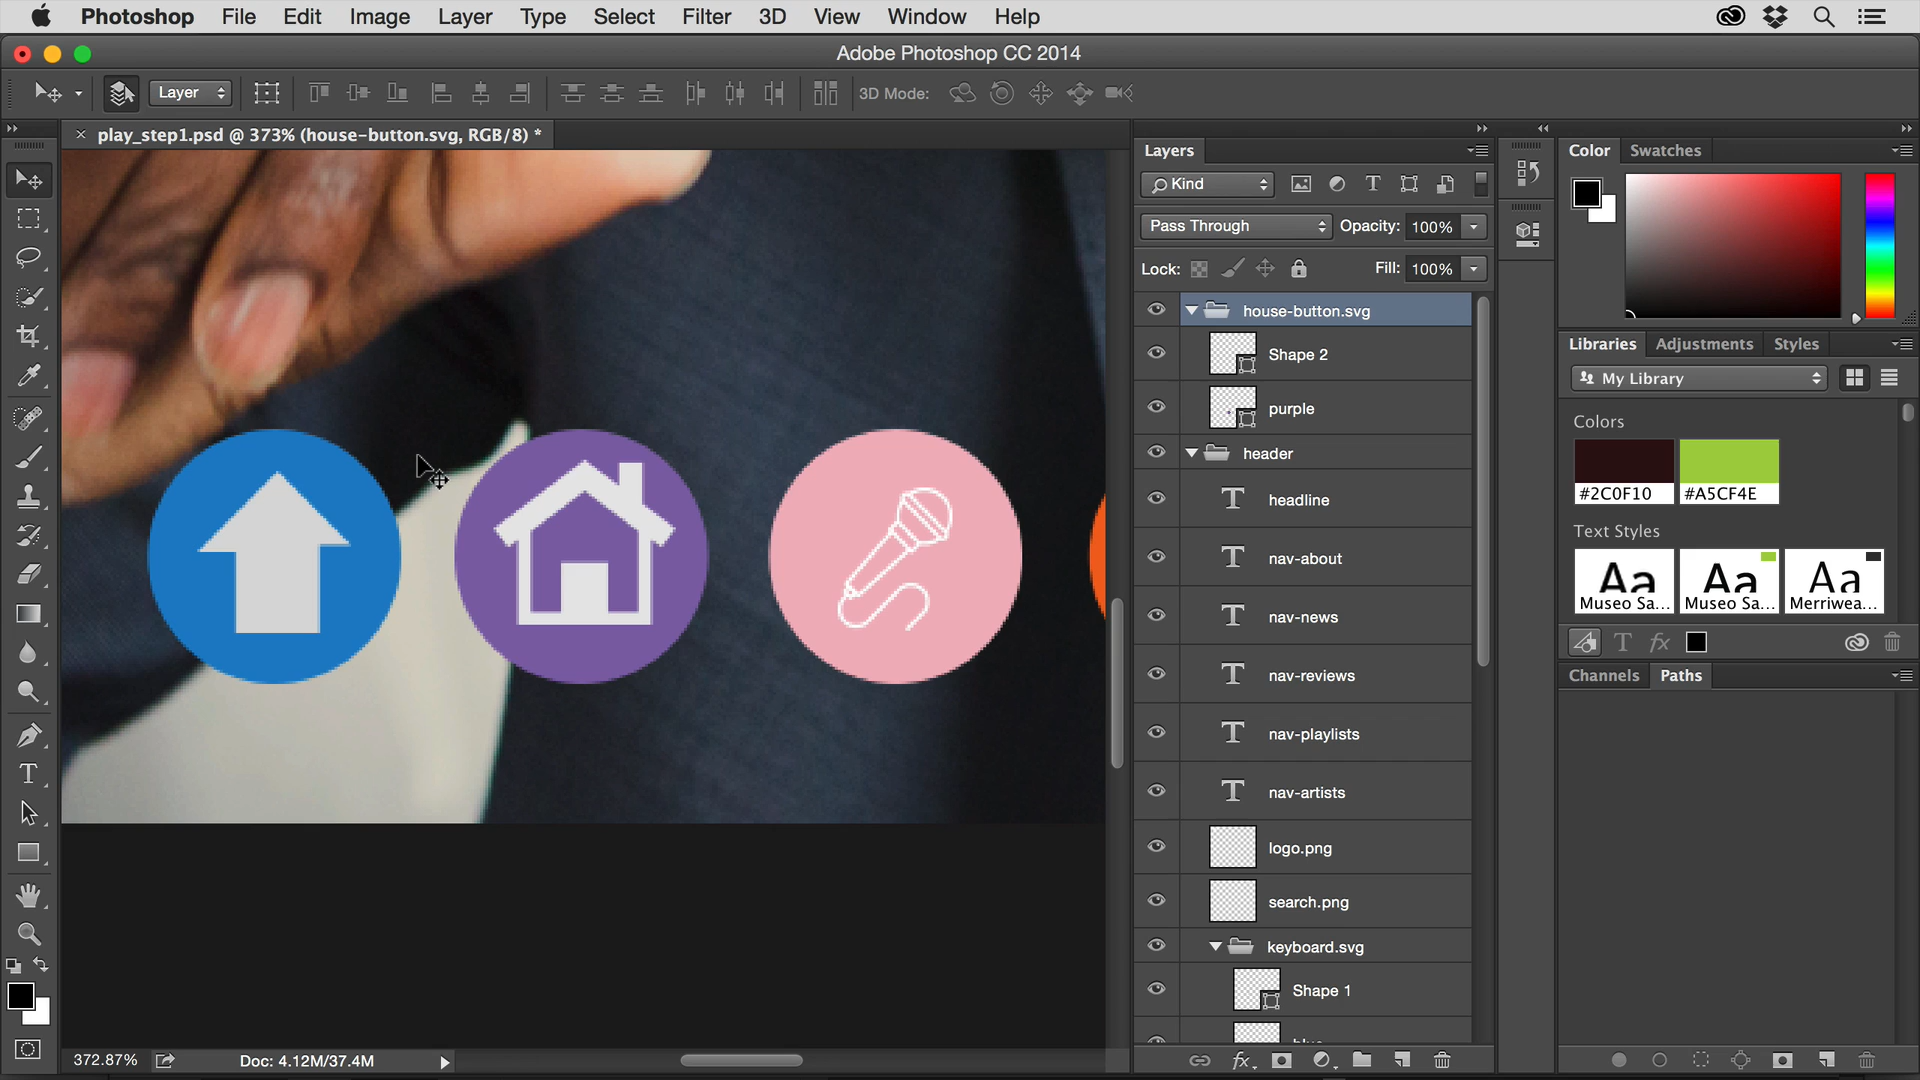 Photoshop File Edit Image Layer Type Select Filter 3D View Window Help
Adobe Photoshop CC 2014
Layer 3D Mode:
play_step1.psd @ 373% (house-button.svg, RGB/8) *
Layers
Kind
Pass Through Opacity: 100%
Lock: Fill: 100%
house-button.svg
Shape 2
purple
header
T headline
T nav-about
T nav-news
T nav-reviews
T nav-playlists
T nav-artists
logo.png
search.png
keyboard.svg
Shape 1
fx
Color Swatches
Libraries Adjustments Styles
My Library
Colors
#2C0F10 #A5CF4E
Text Styles
Aa Aa Aa
Museo Sa... Museo Sa... Merriwea...
T fx
Channels Paths
T
372.87% Doc: 4.12M/37.4M